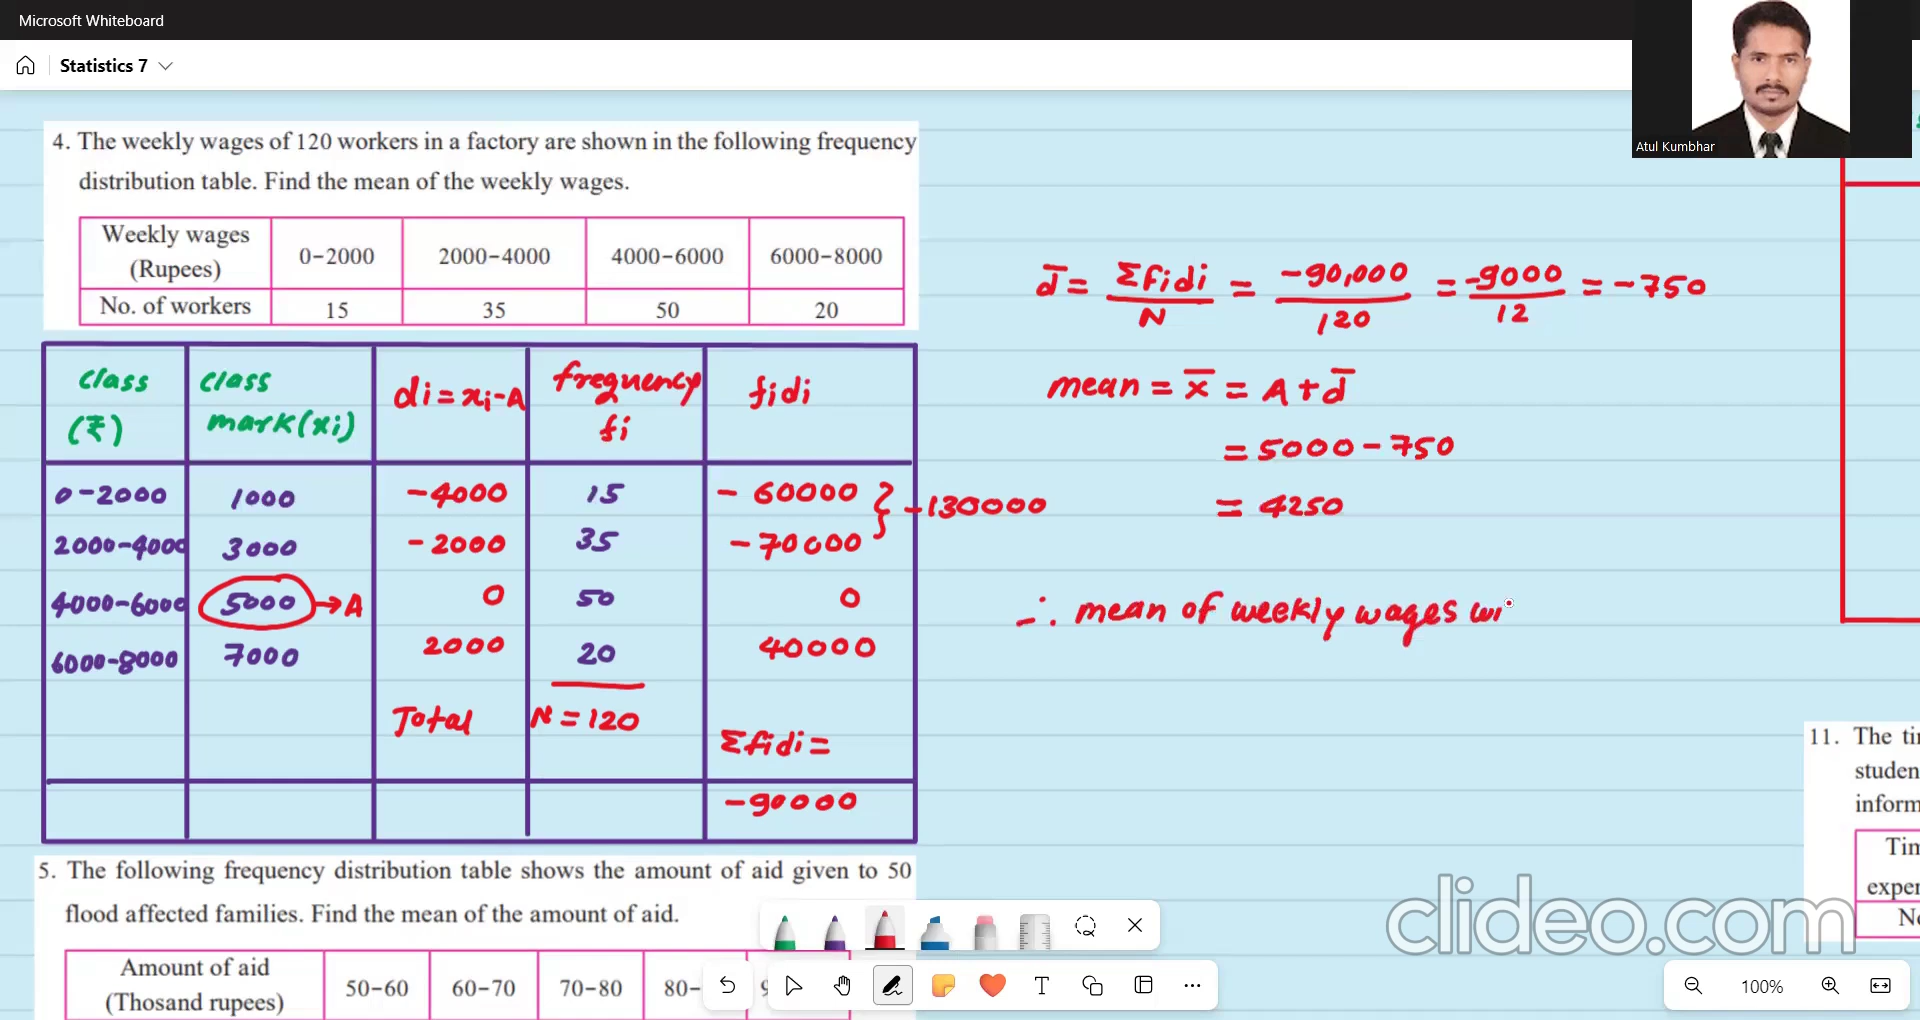 Microsoft Whiteboard
Statistics 7
Atul Kumbhar
4. The weekly wages of 120 workers in a factory are shown in the following frequency
distribution table. Find the mean of the weekly wages.
Weekly wages (Rupees) 0-2000 2000-4000 4000-6000 6000-8000
No. of workers 15 35 50 20
class (₹) class mark(xi) di = xi - A frequency fi fidi
0-2000 1000 -4000 15 -60000 } -130000
2000-4000 3000 -2000 35 -70000
4000-6000 5000 → A 0 50 0
6000-8000 7000 2000 20 40000
Total N = 120 Σfidi =
-90000
d̄ = Σfidi / N = -90,000 / 120 = -9000 / 12 = -750
mean = x̄ = A + d̄
= 5000 - 750
= 4250
∴ mean of weekly wages wi
5. The following frequency distribution table shows the amount of aid given to 50
flood affected families. Find the mean of the amount of aid.
Amount of aid (Thosand rupees) 50-60 60-70 70-80 80-
11. The ti
studen
inform
Tim
exper
No
clideo.com
100%